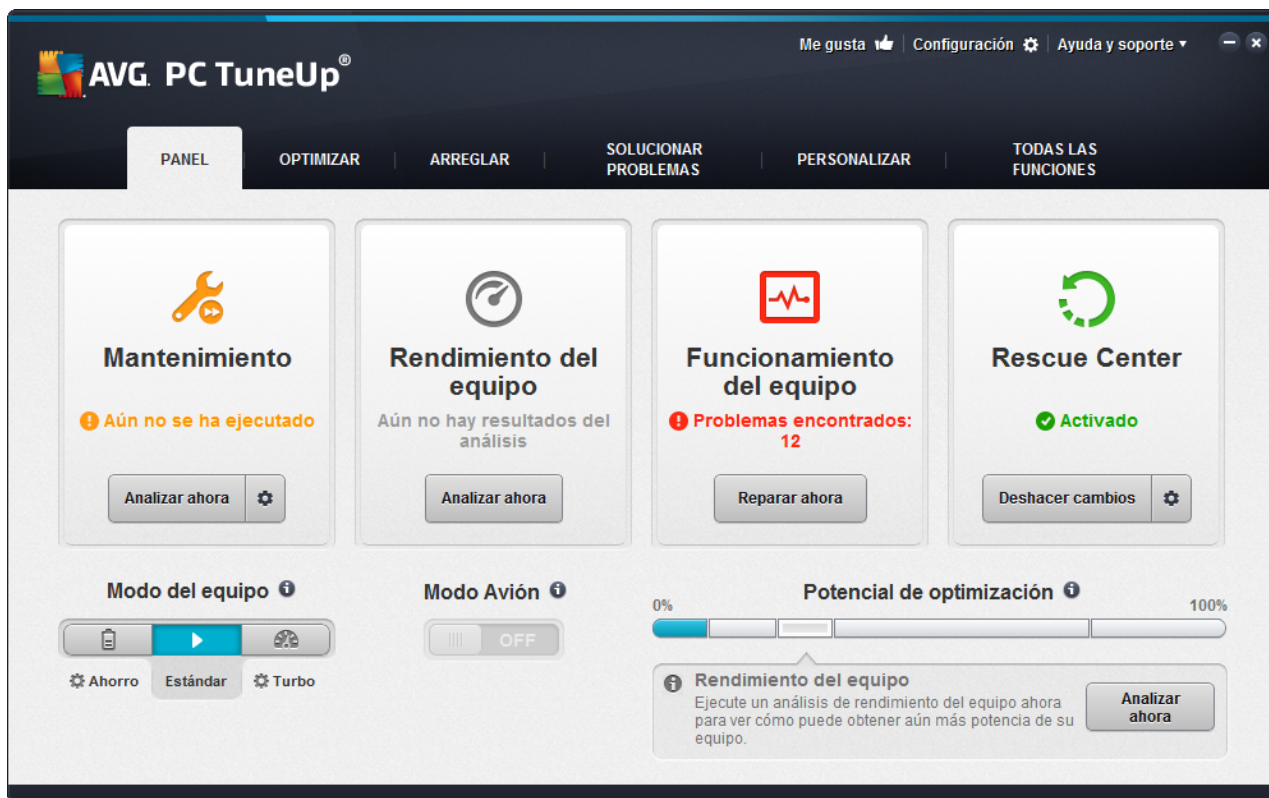 Me gusta
Configuración
Ayuda y soporte
AVG. PC TuneUp®
PANEL
OPTIMIZAR
ARREGLAR
SOLUCIONAR
PROBLEMAS
PERSONALIZAR
TODAS LAS
FUNCIONES
Mantenimiento
Aún no se ha ejecutado
Analizar ahora
Rendimiento del
equipo
Aún no hay resultados del
análisis
Analizar ahora
Funcionamiento
del equipo
Problemas encontrados:
12
Reparar ahora
Rescue Center
Activado
Deshacer cambios
Modo del equipo
Ahorro
Estándar
Turbo
Modo Avión
OFF
Potencial de optimización
0%
100%
Rendimiento del equipo
Ejecute un análisis de rendimiento del equipo ahora
para ver cómo puede obtener aún más potencia de su
equipo.
Analizar
ahora